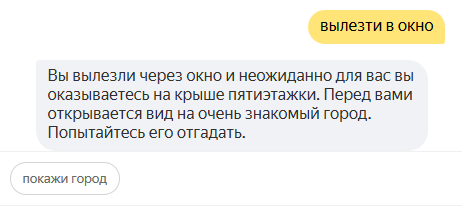 вылезти в окно
Вы вылезли через окно и неожиданно для вас вы
оказываетесь на крыше пятиэтажки. Перед вами
открывается вид на очень знакомый город.
Попытайтесь его отгадать.
покажи город